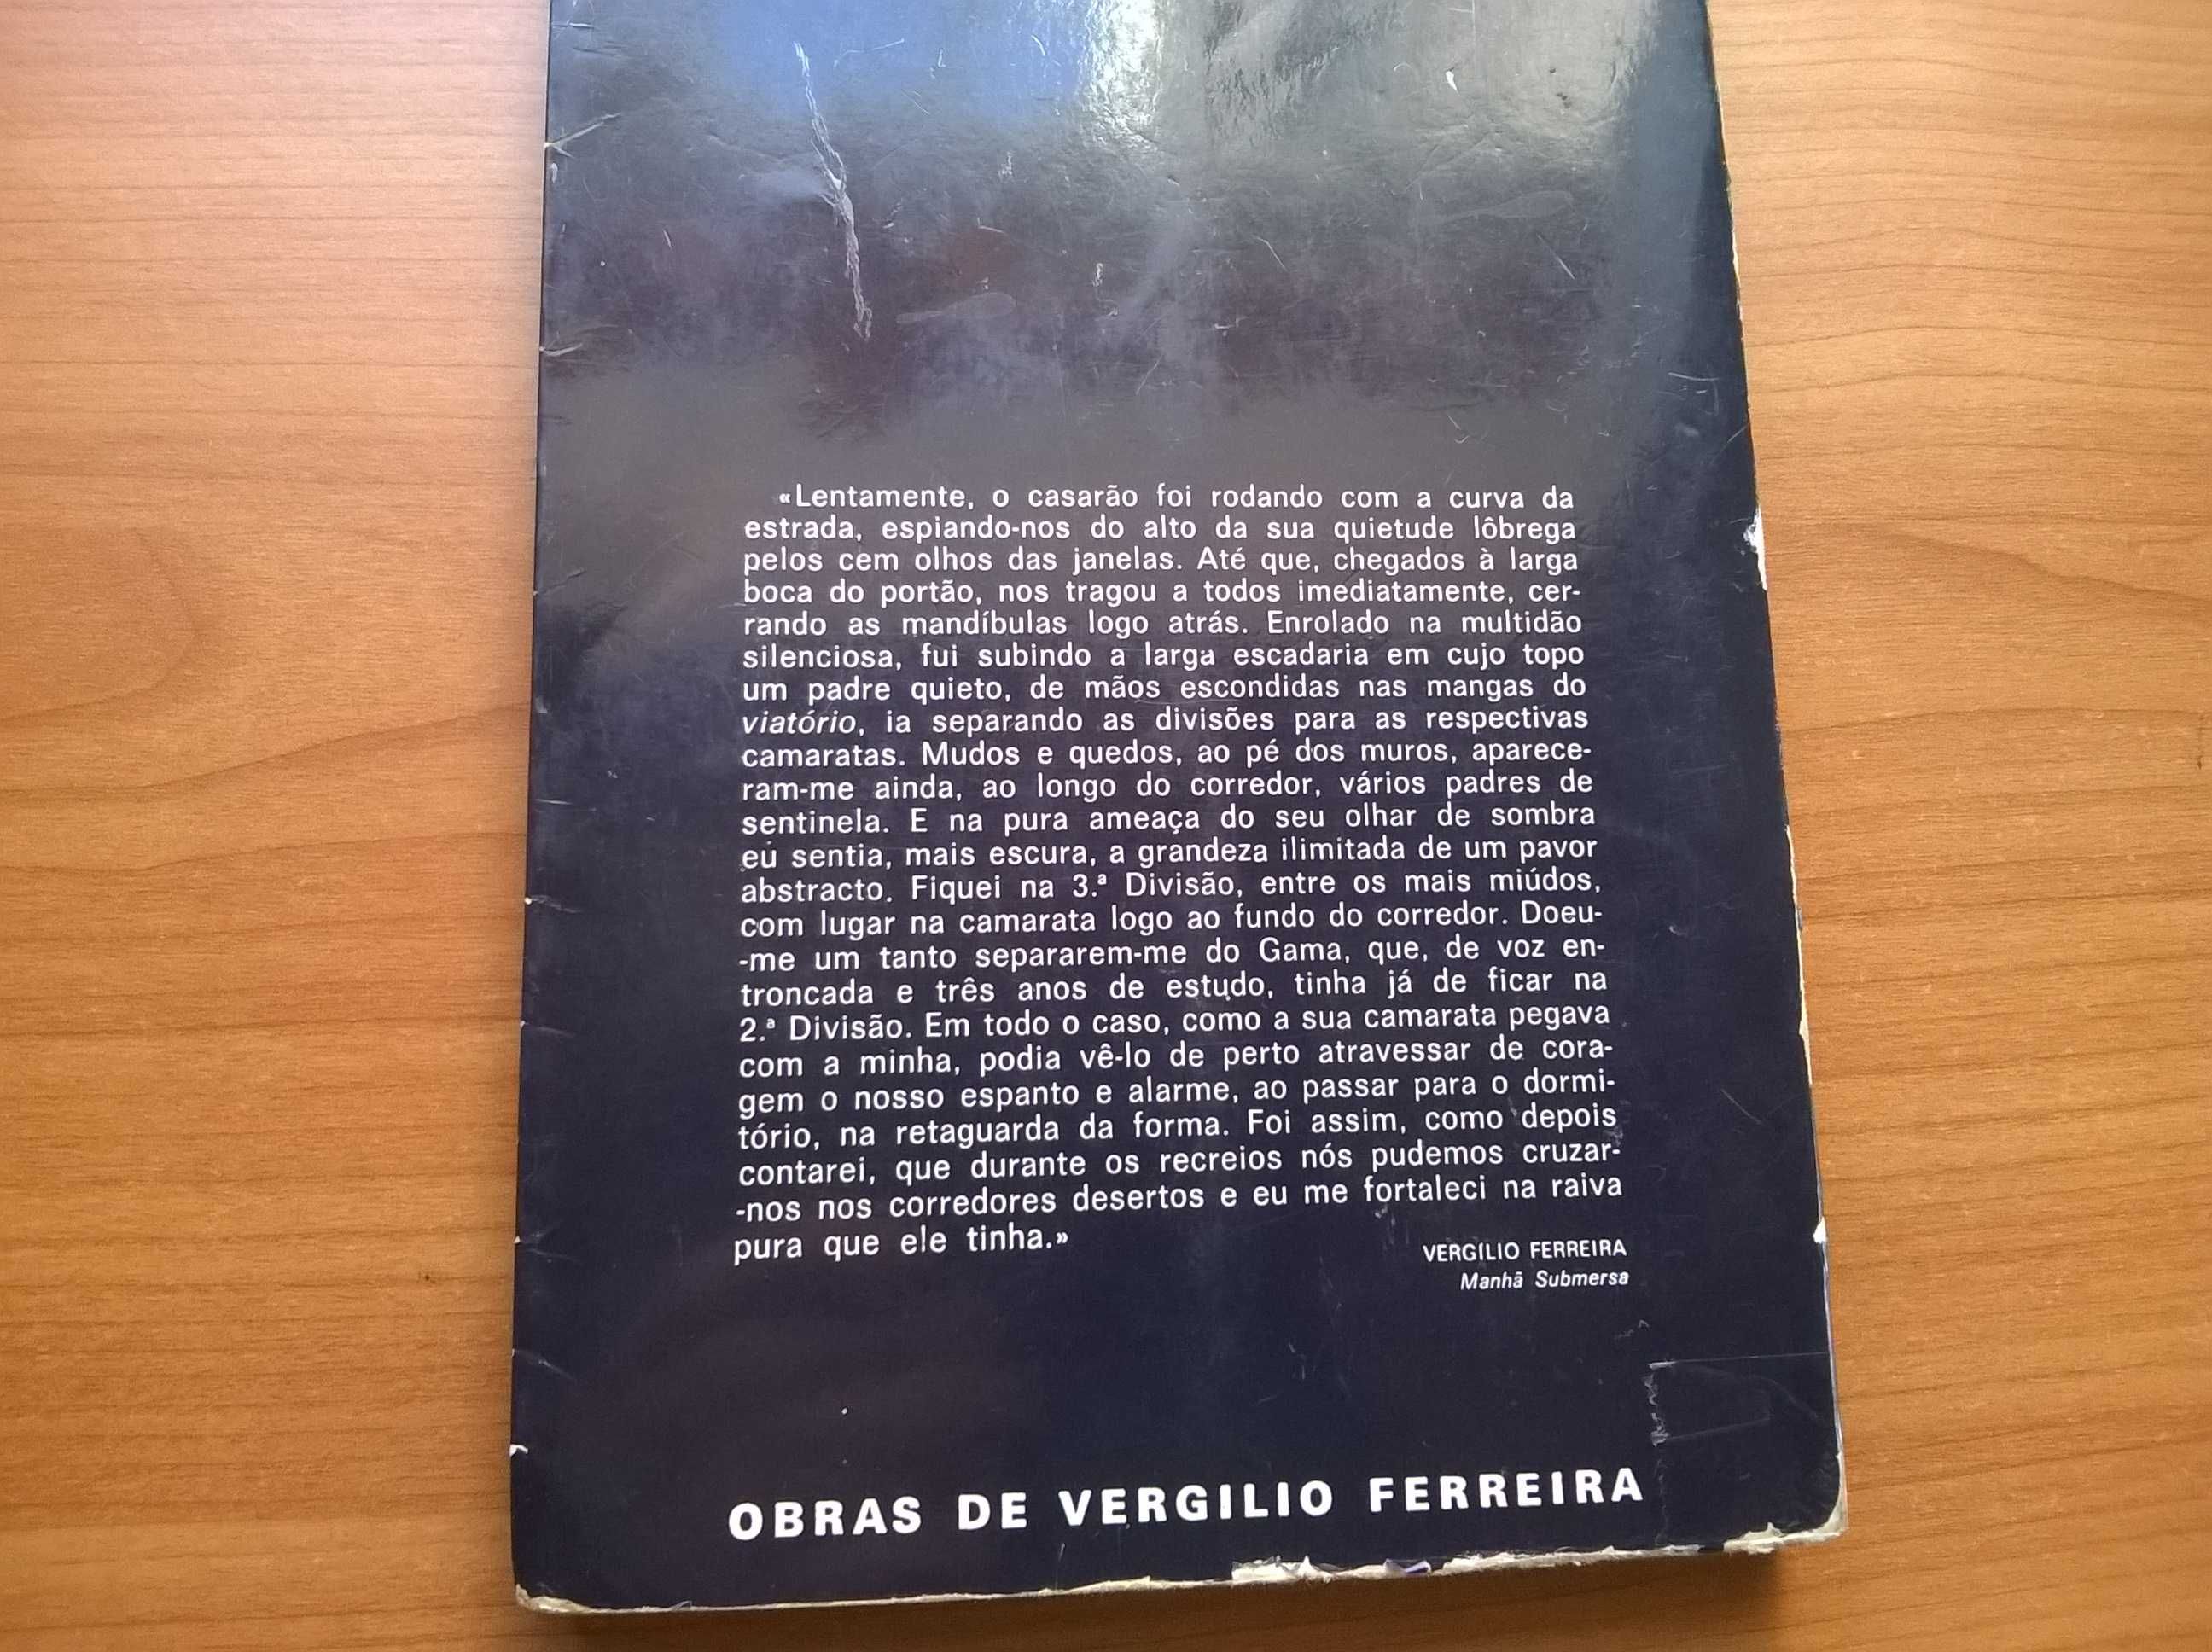 «Lentamente, o casarão foi rodando com a curva da
estrada, espiando-nos do alto da sua quietude lôbrega
pelos cem olhos das janelas. Até que, chegados à larga
boca do portão, nos tragou a todos imediatamente, cer-
rando as mandíbulas logo atrás. Enrolado na multidão
silenciosa, fui subindo a larga escadaria em cujo topo
um padre quieto, de mãos escondidas nas mangas do
viatório, ia separando as divisões para as respectivas
camaratas. Mudos e quedos, ao pé dos muros, aparece-
ram-me ainda, ao longo do corredor, vários padres de
sentinela. E na pura ameaça do seu olhar de sombra
eu sentia, mais escura, a grandeza ilimitada de um pavor
abstracto. Fiquei na 3.ª Divisão, entre os mais miúdos,
com lugar na camarata logo ao fundo do corredor. Doeu-
-me um tanto separarem-me do Gama, que, de voz en-
troncada e três anos de estudo, tinha já de ficar na
2.ª Divisão. Em todo o caso, como a sua camarata pegava
com a minha, podia vê-lo de perto atravessar de cora-
gem o nosso espanto e alarme, ao passar para o dormi-
tório, na retaguarda da forma. Foi assim, como depois
contarei, que durante os recreios nós pudemos cruzar-
-nos nos corredores desertos e eu me fortaleci na raiva
pura que ele tinha.»
VERGÍLIO FERREIRA
Manhã Submersa
OBRAS DE VERGILIO FERREIRA